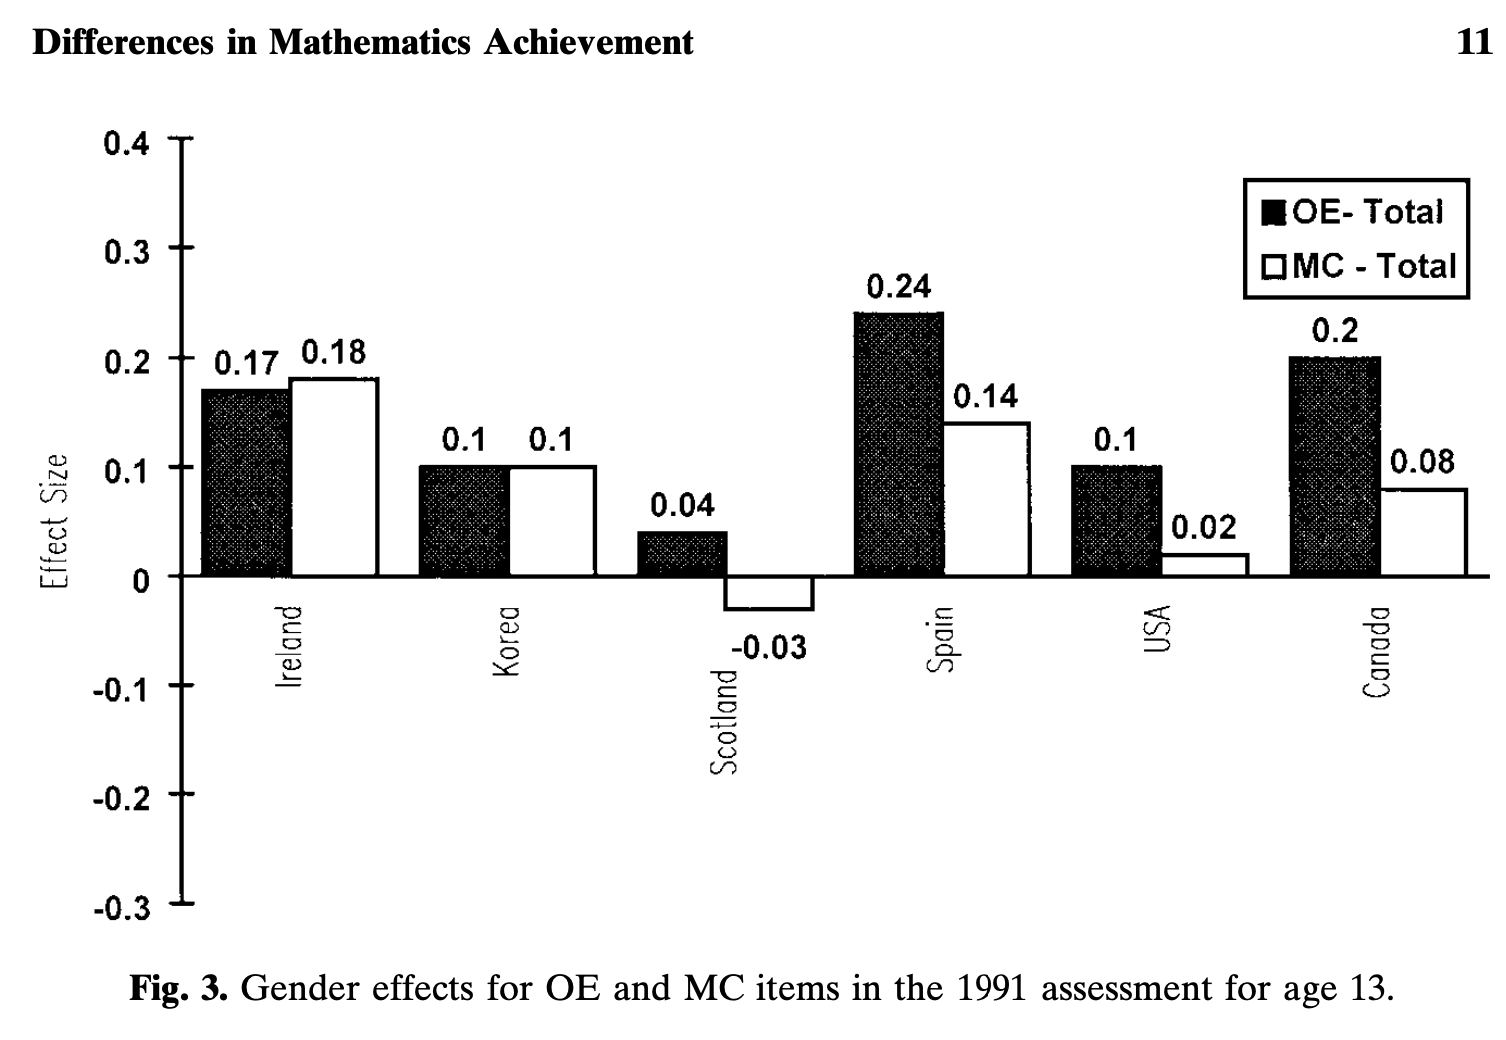 Differences in Mathematics Achievement 11
0.4
0.3
0.2
0.1
0
-0.1
-0.2
-0.3
Effect Size
OE- Total
MC - Total
0.17 0.18
0.1 0.1
0.04
-0.03
0.24
0.14
0.1
0.02
0.2
0.08
Ireland
Korea
Scotland
Spain
USA
Canada
Fig. 3. Gender effects for OE and MC items in the 1991 assessment for age 13.